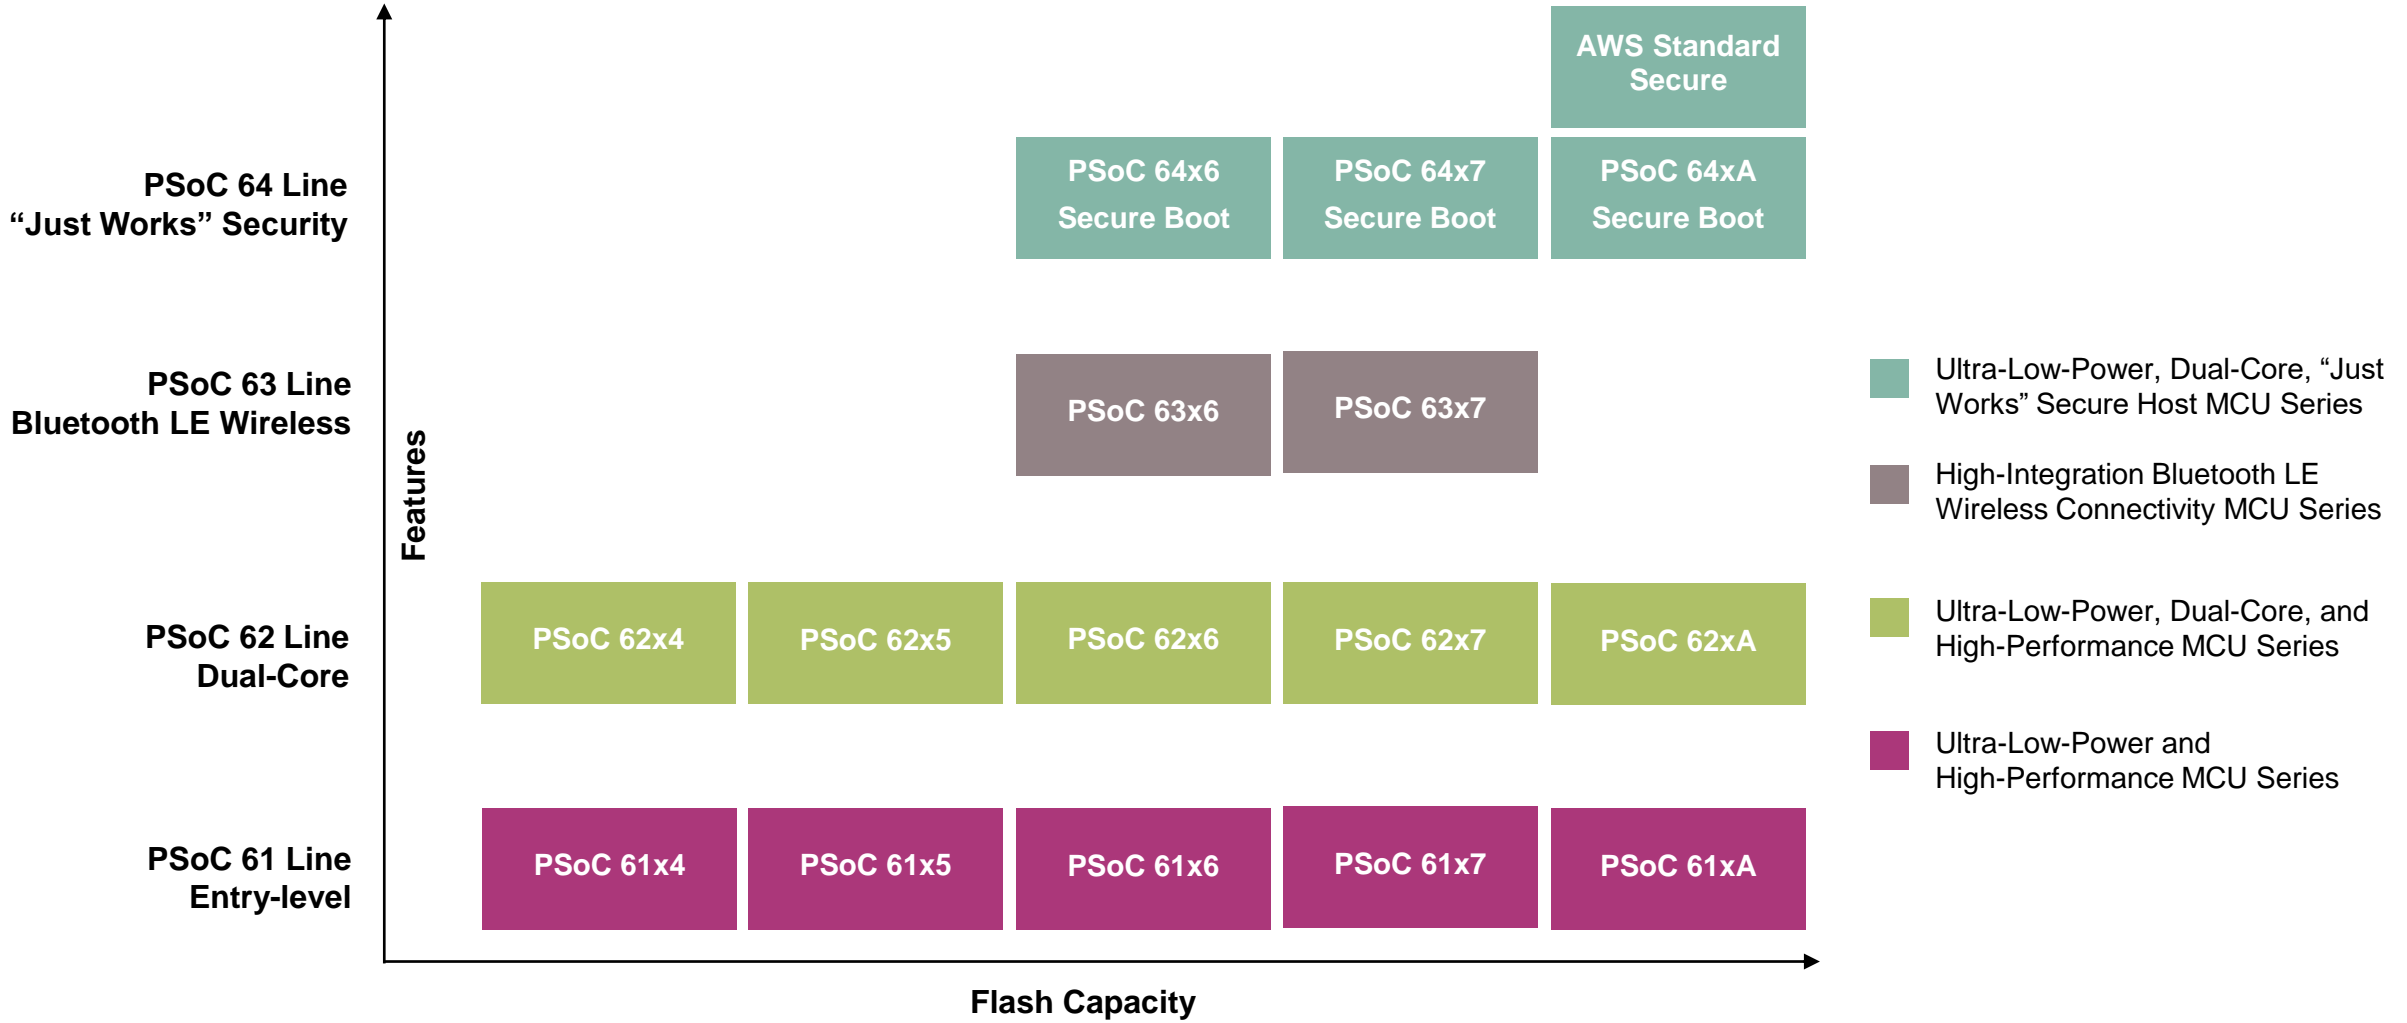 AWS Standard
Secure
PSoC 64 Line
“Just Works” Security
PSoC 64x6
Secure Boot
PSoC 64x7
Secure Boot
PSoC 64xA
Secure Boot
PSoC 63 Line
Bluetooth LE Wireless
PSoC 63x6
PSoC 63x7
Features
PSoC 62 Line
Dual-Core
PSoC 62x4
PSoC 62x5
PSoC 62x6
PSoC 62x7
PSoC 62xA
PSoC 61 Line
Entry-level
PSoC 61x4
PSoC 61x5
PSoC 61x6
PSoC 61x7
PSoC 61xA
Flash Capacity
Ultra-Low-Power, Dual-Core, “Just
Works” Secure Host MCU Series
High-Integration Bluetooth LE
Wireless Connectivity MCU Series
Ultra-Low-Power, Dual-Core, and
High-Performance MCU Series
Ultra-Low-Power and
High-Performance MCU Series